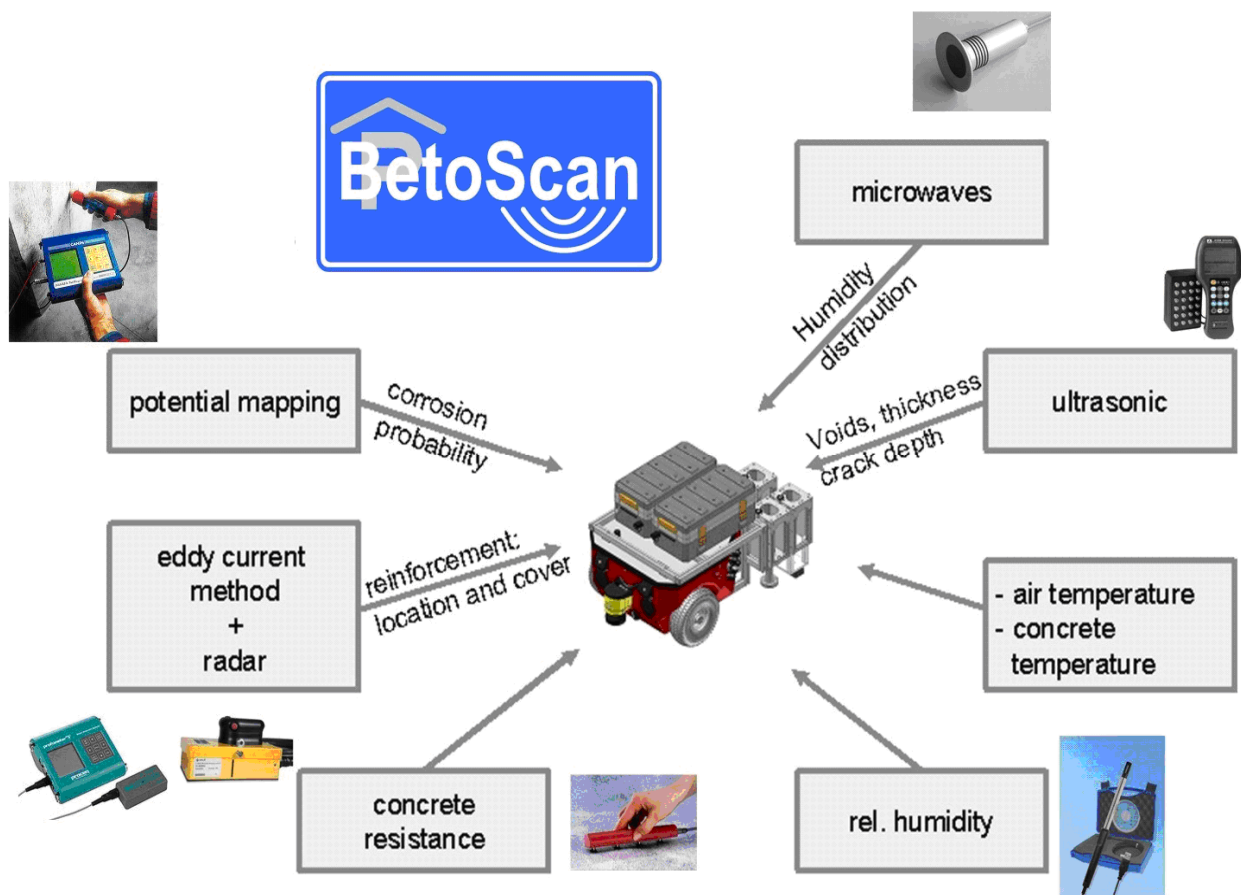 P
BetoScan
microwaves
Humidity
distribution
potential mapping
corrosion
probability
ultrasonic
Voids, thickness
crack depth
eddy current
method
+
radar
reinforcement:
location and cover
- air temperature
- concrete
temperature
concrete
resistance
rel. humidity